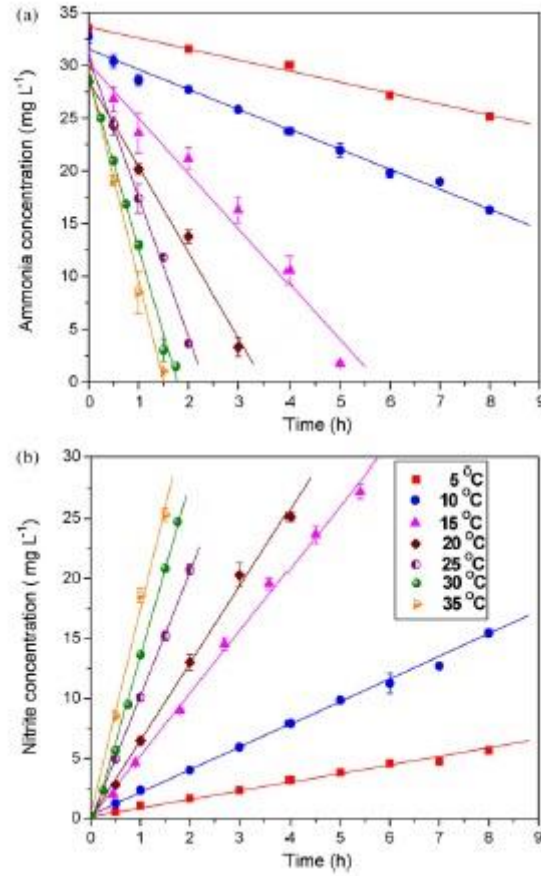 (a)
35
30
25
20
15
10
5
0
Ammonia concentration (mg L-1)
0 1 2 3 4 5 6 7 8 9
Time (h)
(b)
30
25
20
15
10
5
0
Nitrite concentration ( mg L-1)
5 °C
10 °C
15 °C
20 °C
25 °C
30 °C
35 °C
0 1 2 3 4 5 6 7 8 9
Time (h)